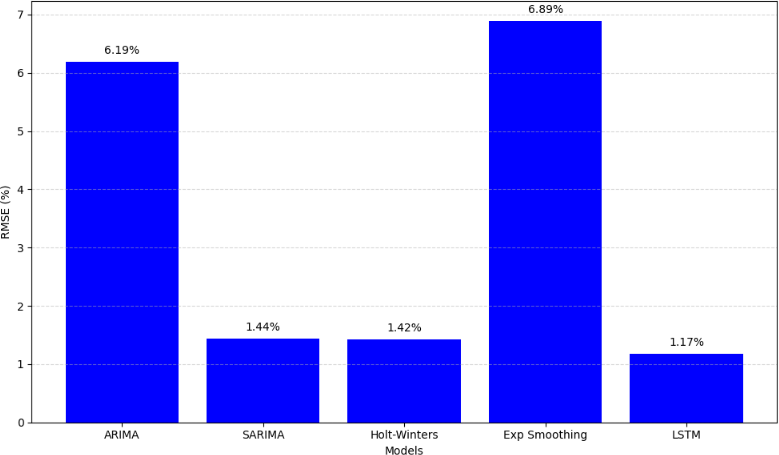 6.89%
7
6.19%
6
5
4
RMSE (%)
3
2
1.44%
1.42%
1.17%
1
0
ARIMA
SARIMA
Holt-Winters
Exp Smoothing
LSTM
Models